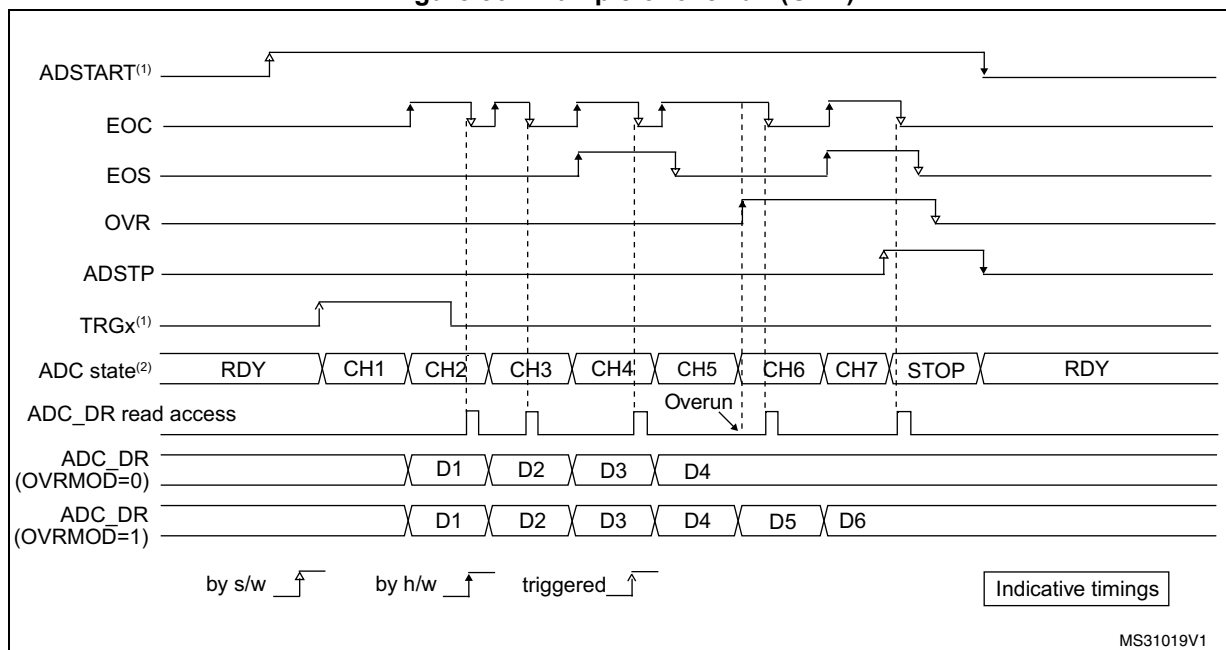 ADSTART(1)
EOC
EOS
OVR
ADSTP
TRGx(1)
ADC state(2) RDY CH1 CH2 CH3 CH4 CH5 CH6 CH7 STOP RDY
ADC_DR read access Overun
ADC_DR
(OVRMOD=0) D1 D2 D3 D4
ADC_DR
(OVRMOD=1) D1 D2 D3 D4 D5 D6
by s/w by h/w triggered Indicative timings
MS31019V1